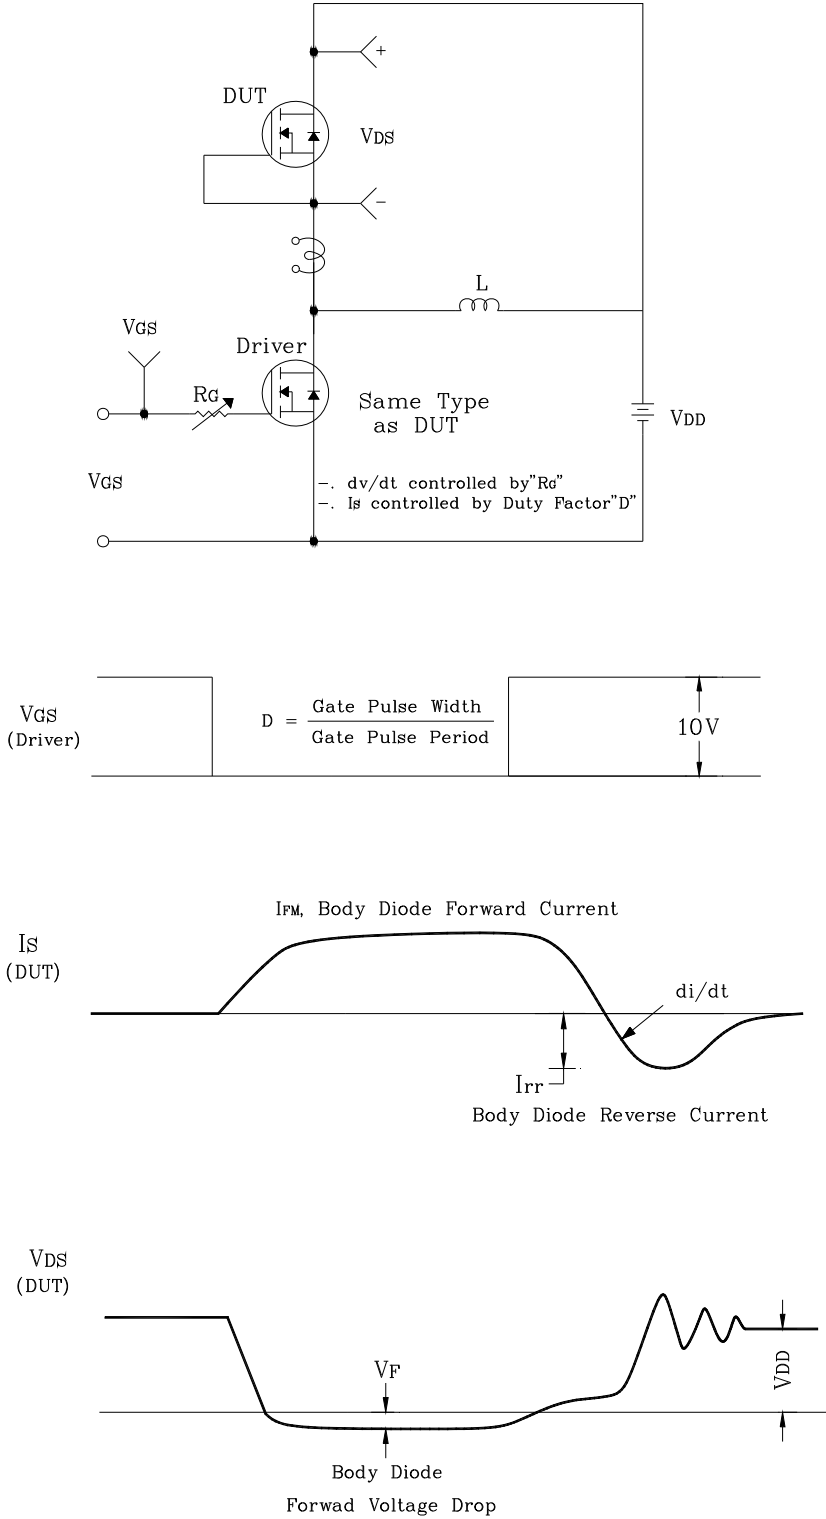 +
DUT
VDS
−
L
VGS
Driver
RG
Same Type
as DUT
VDD
VGS
−. dv/dt controlled by"RG"
−. Is controlled by Duty Factor"D"
VGS
(Driver)
D = Gate Pulse Width
Gate Pulse Period
10V
IFM, Body Diode Forward Current
IS
(DUT)
di/dt
Irr
Body Diode Reverse Current
VDS
(DUT)
VF
VDD
Body Diode
Forwad Voltage Drop